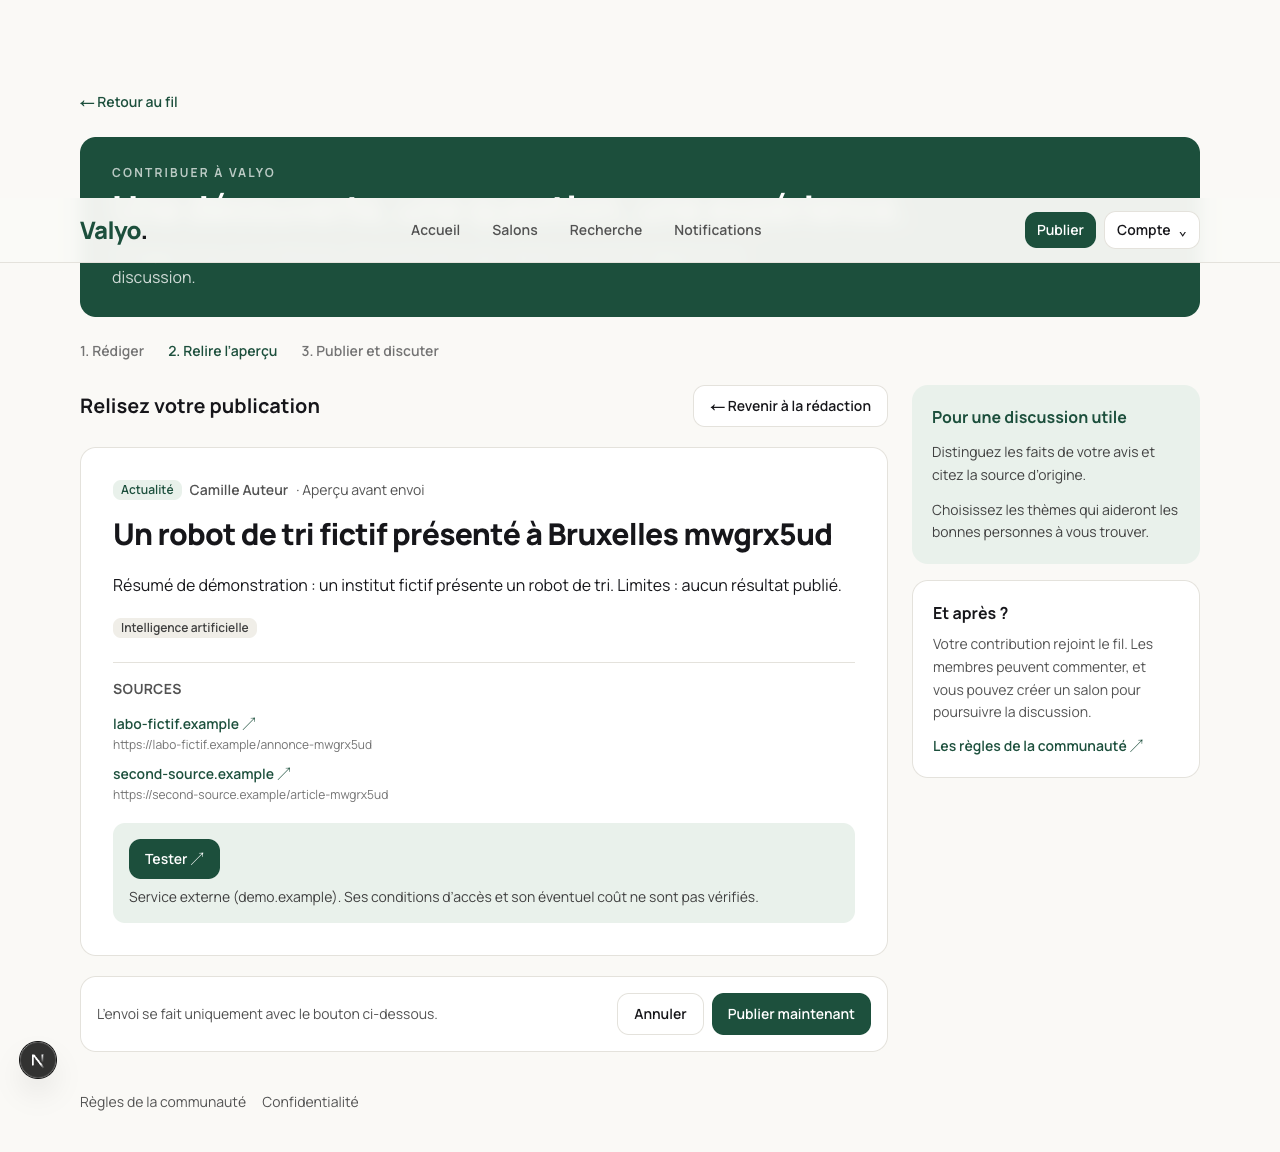 ← Retour au fil
CONTRIBUER À VALYO
Valyo.
Accueil
Salons
Recherche
Notifications
Publier
Compte
discussion.
1. Rédiger
2. Relire l'aperçu
3. Publier et discuter
Relisez votre publication
← Revenir à la rédaction
Actualité
Camille Auteur · Aperçu avant envoi
Un robot de tri fictif présenté à Bruxelles mwgrx5ud
Résumé de démonstration : un institut fictif présente un robot de tri. Limites : aucun résultat publié.
Intelligence artificielle
SOURCES
labo-fictif.example ↗
https://labo-fictif.example/annonce-mwgrx5ud
second-source.example ↗
https://second-source.example/article-mwgrx5ud
Tester ↗
Service externe (demo.example). Ses conditions d'accès et son éventuel coût ne sont pas vérifiés.
L'envoi se fait uniquement avec le bouton ci-dessous.
Annuler
Publier maintenant
Pour une discussion utile
Distinguez les faits de votre avis et
citez la source d'origine.
Choisissez les thèmes qui aideront les
bonnes personnes à vous trouver.
Et après ?
Votre contribution rejoint le fil. Les
membres peuvent commenter, et
vous pouvez créer un salon pour
poursuivre la discussion.
Les règles de la communauté ↗
N
Règles de la communauté
Confidentialité